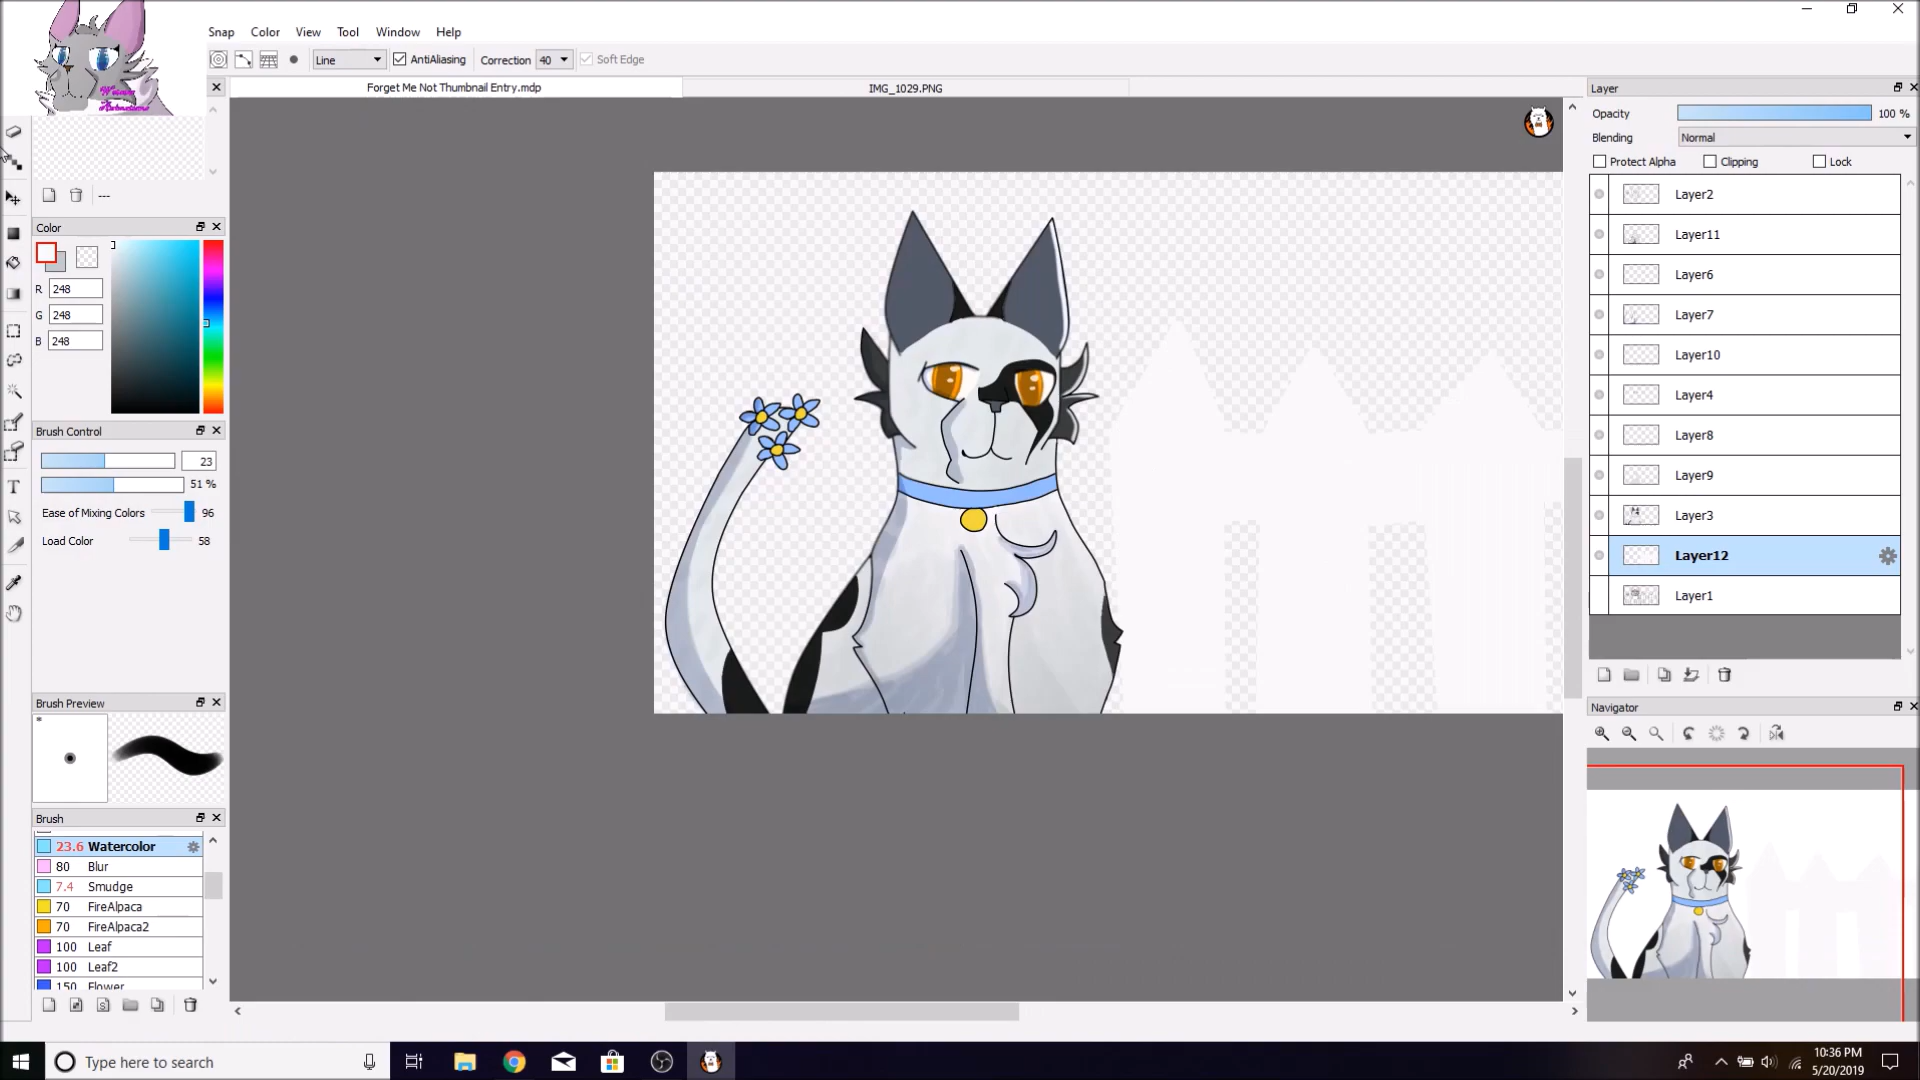 Snap Color View Tool Window Help
Line AntiAliasing Correction 40 Soft Edge
Forget Me Not Thumbnail Entry.mdp IMG_1029.PNG
---
Color
R 248
G 248
B 248
Brush Control
23
51 %
Ease of Mixing Colors 96
Load Color 58
Brush Preview
*
Brush
23.6 Watercolor
80 Blur
7.4 Smudge
70 FireAlpaca
70 FireAlpaca2
100 Leaf
100 Leaf2
150 Flower
T
S
Layer
Opacity 100 %
Blending Normal
Protect Alpha Clipping Lock
Layer2
Layer11
Layer6
Layer7
Layer10
Layer4
Layer8
Layer9
Layer3
Layer12
Layer1
Navigator
Type here to search
10:36 PM
5/20/2019